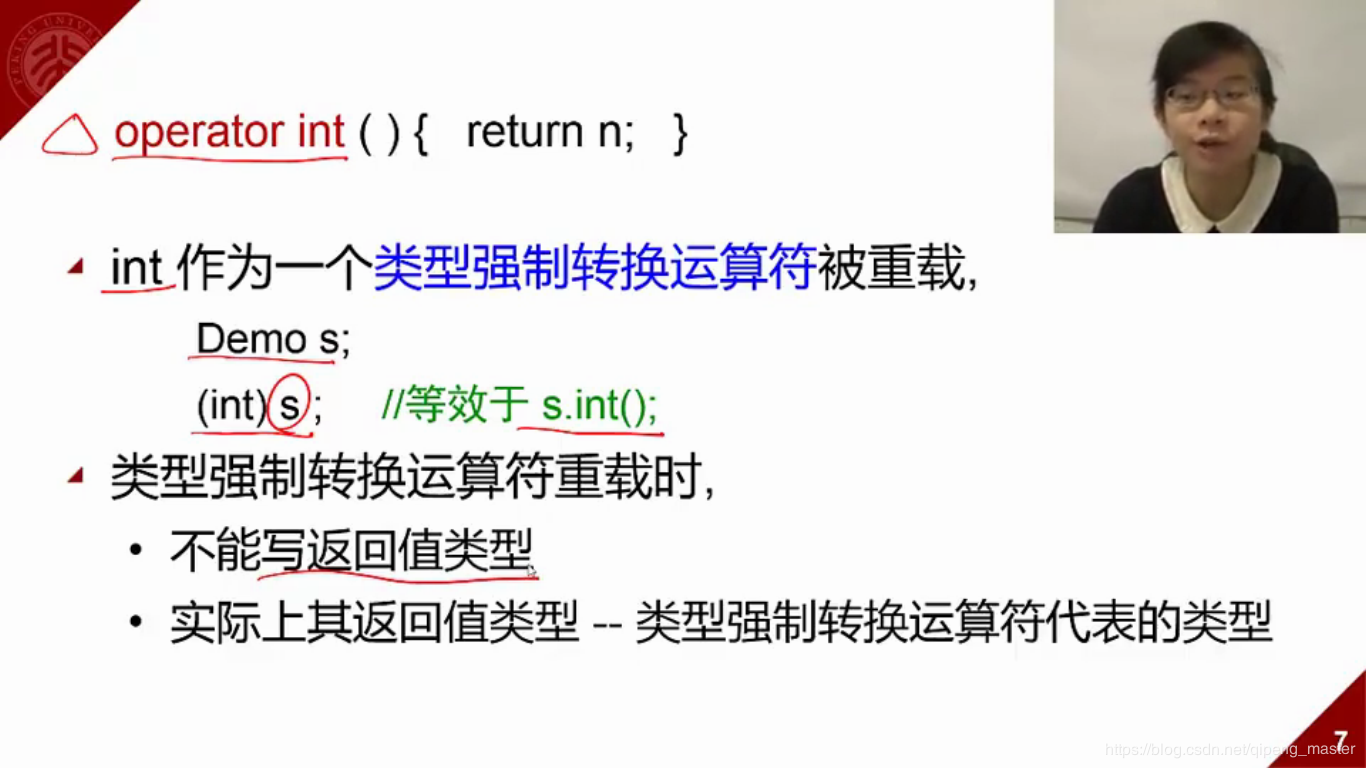 PEKING UNIVER
operator int ( ) { return n; }
int 作为一个类型强制转换运算符被重载,
Demo s;
(int) s ; //等效于 s.int();
类型强制转换运算符重载时,
• 不能写返回值类型
• 实际上其返回值类型 -- 类型强制转换运算符代表的类型
7
https://blog.csdn.net/qipeng_master